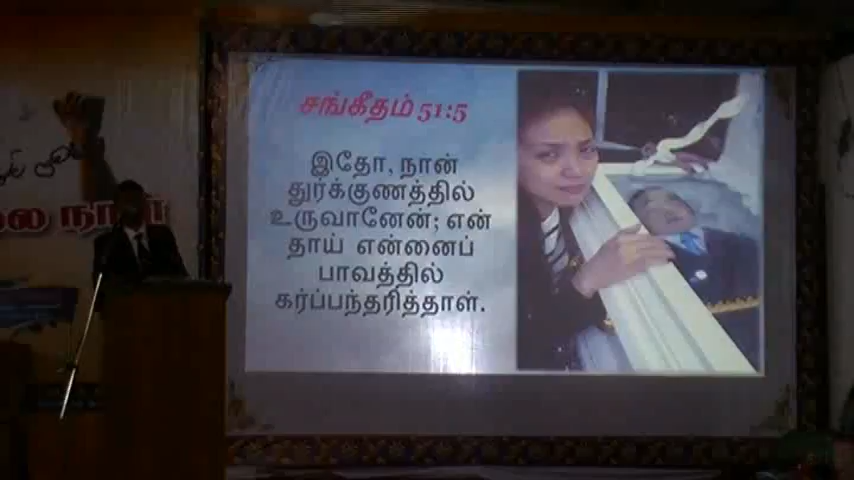 சங்கீதம் 51:5
இதோ, நான்
துர்க்குணத்தில்
உருவானேன்; என்
தாய் என்னைப்
பாவத்தில்
கர்ப்பந்தரித்தாள்.